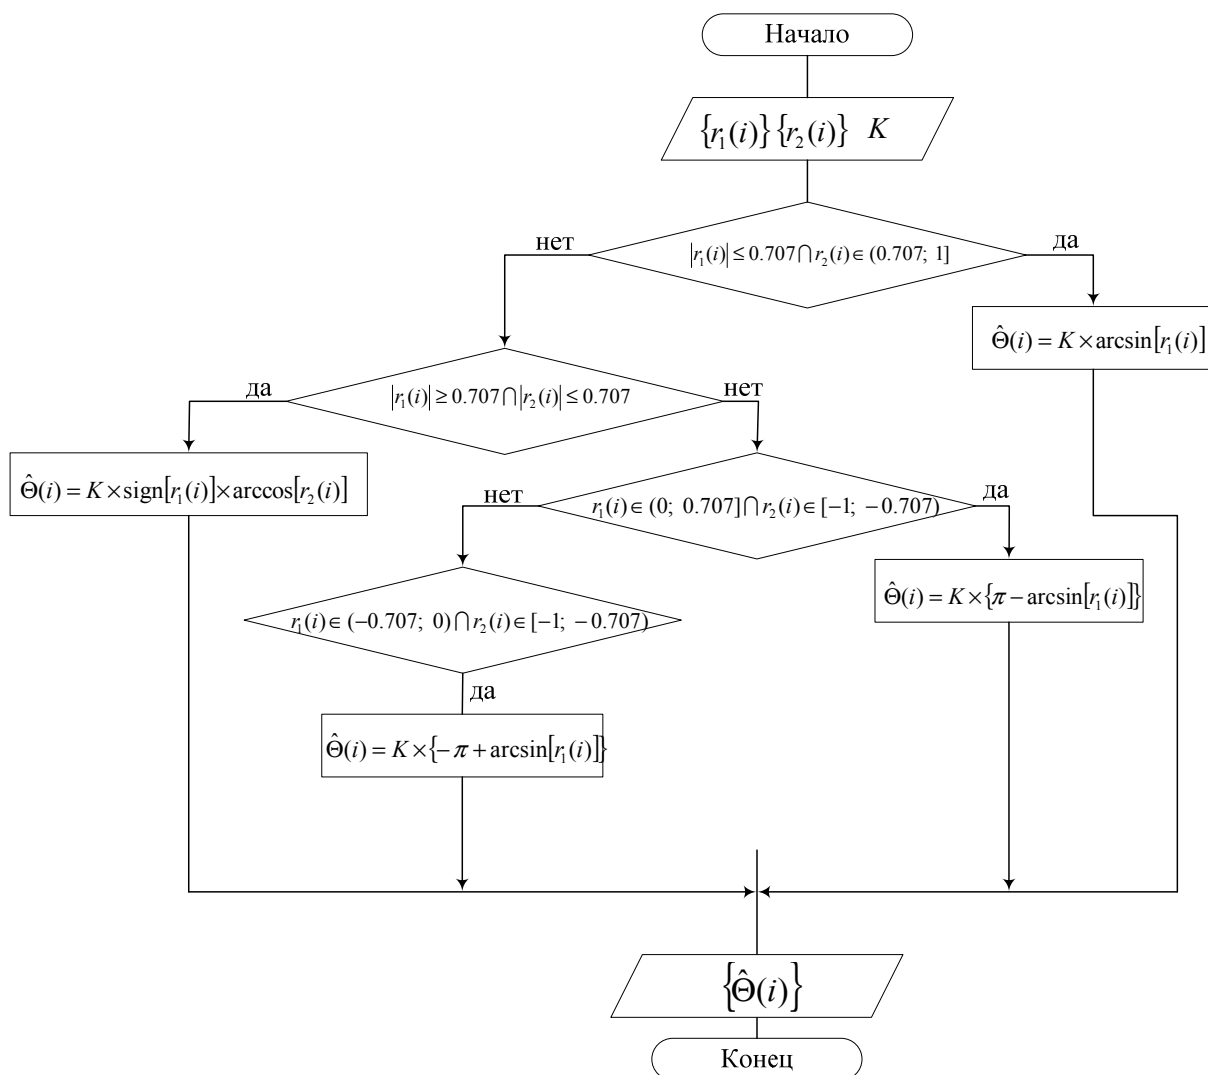 Начало
{r₁(i)} {r₂(i)} K
нет
да
|r₁(i)| ≤ 0.707 ⋂ r₂(i) ∈ (0.707; 1]
Θ̂(i) = K × arcsin[r₁(i)]
да
нет
|r₁(i)| ≥ 0.707 ⋂ |r₂(i)| ≤ 0.707
Θ̂(i) = K × sign[r₁(i)] × arccos[r₂(i)]
нет
да
r₁(i) ∈ (0; 0.707] ⋂ r₂(i) ∈ [−1; −0.707)
Θ̂(i) = K × {π − arcsin[r₁(i)]}
r₁(i) ∈ (−0.707; 0) ⋂ r₂(i) ∈ [−1; −0.707)
да
Θ̂(i) = K × {−π + arcsin[r₁(i)]}
{Θ̂(i)}
Конец